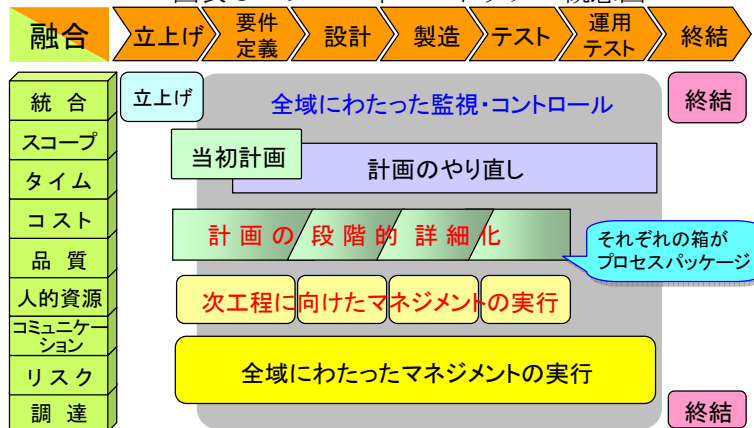 融合
立上げ
要件
定義
設計
製造
テスト
運用
テスト
終結
統合
立上げ
全域にわたった監視・コントロール
終結
スコープ
当初計画
計画のやり直し
タイム
コスト
計画の段階的詳細化
それぞれの箱が
プロセスパッケージ
品質
人的資源
次工程に向けたマネジメントの実行
コミュニケー
ション
全域にわたったマネジメントの実行
リスク
調達
終結